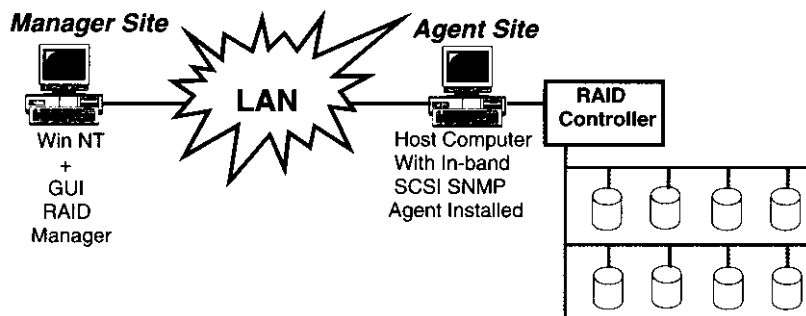 Manager Site
Agent Site
LAN
RAID
Controller
Win NT
+
GUI
RAID
Manager
Host Computer
With In-band
SCSI SNMP
Agent Installed